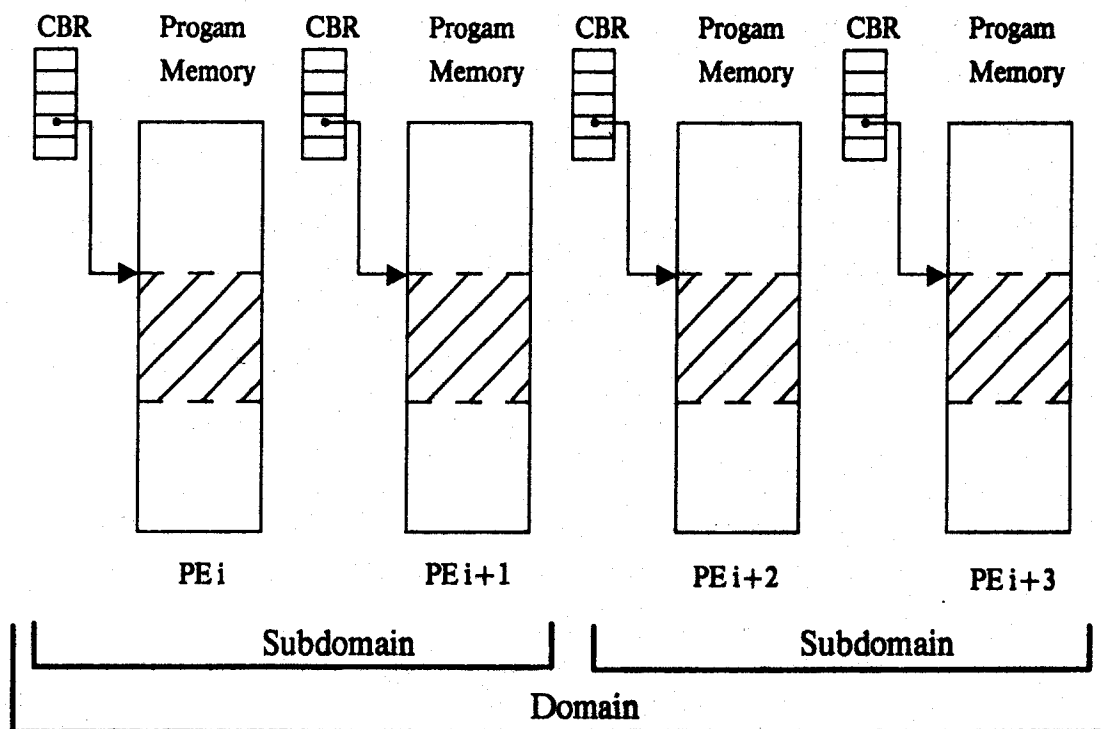 CBR Progam CBR Progam CBR Progam CBR Progam
Memory Memory Memory Memory
PE i PE i+1 PE i+2 PE i+3
Subdomain Subdomain
Domain